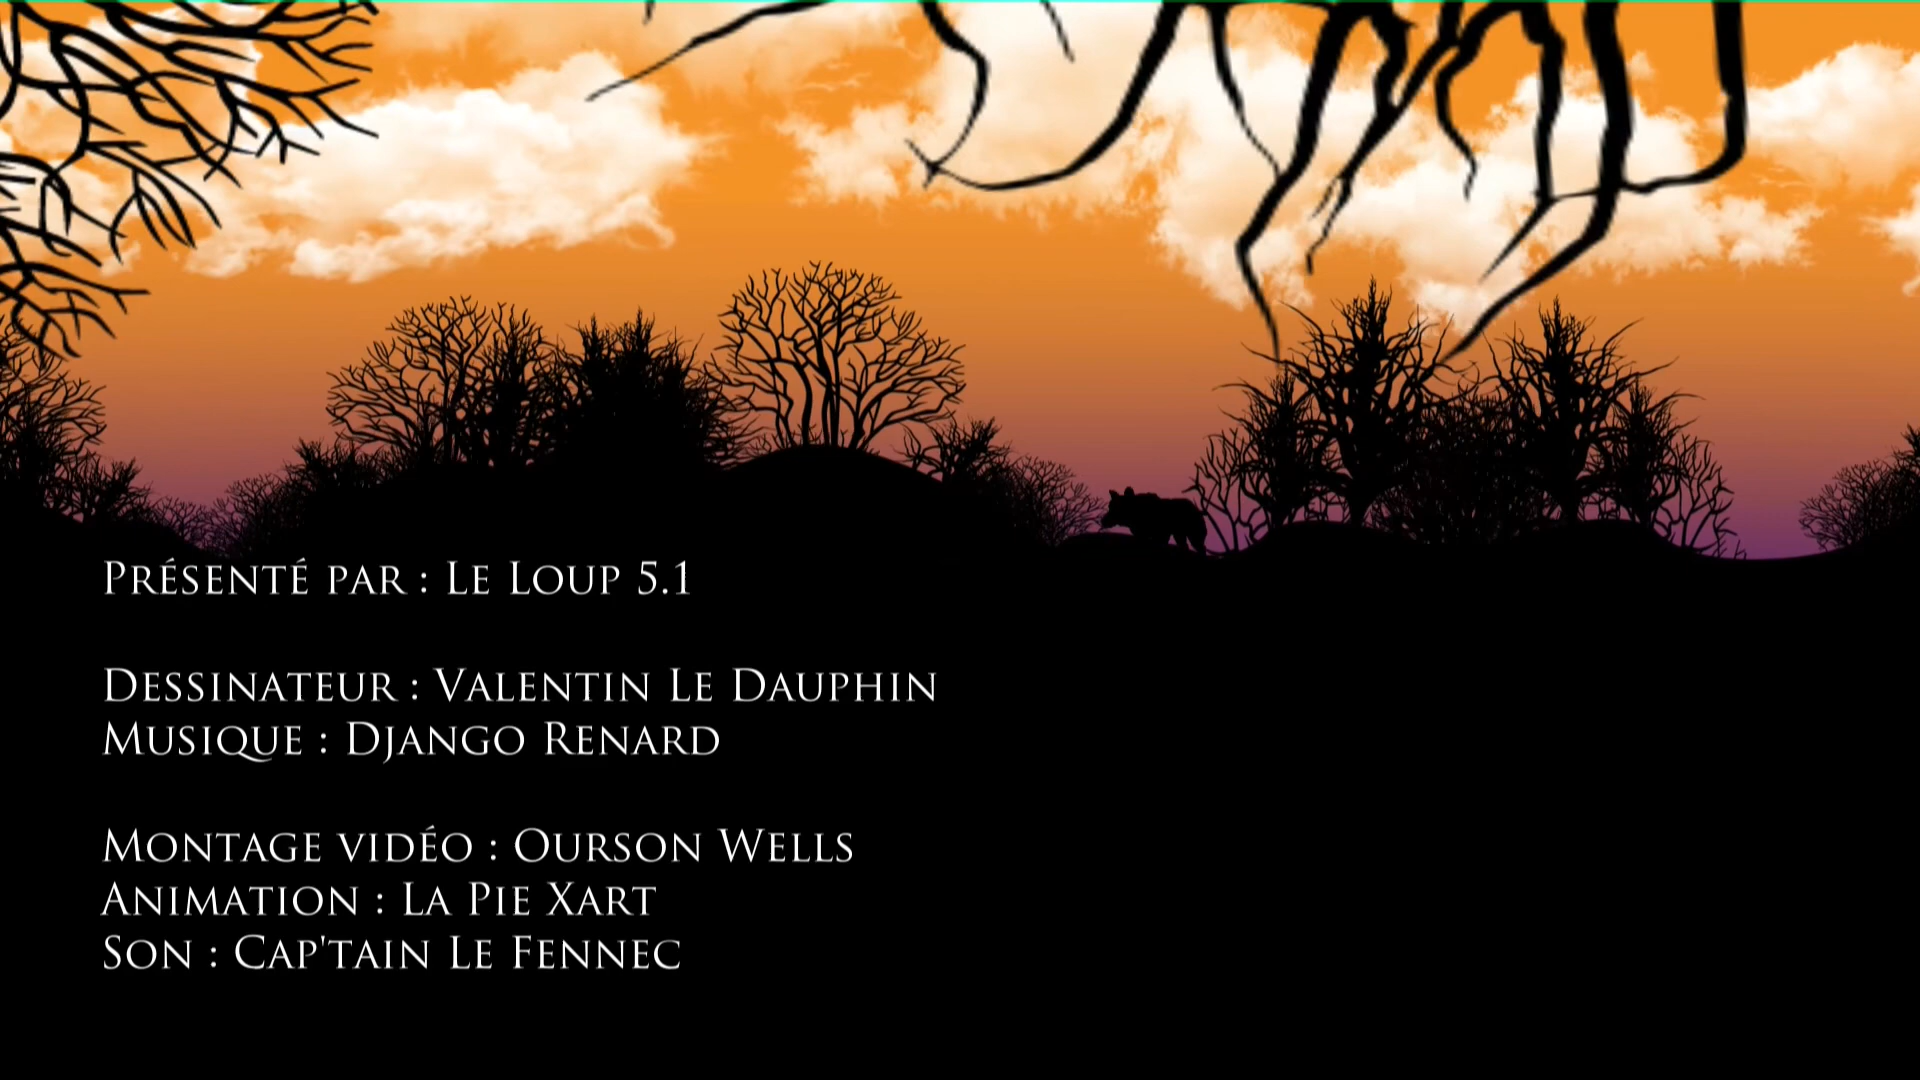 Présenté par : Le Loup 5.1
Dessinateur : Valentin Le Dauphin
Musique : Django Renard
Montage vidéo : Ourson Wells
Animation : La Pie Xart
Son : Cap'tain Le Fennec